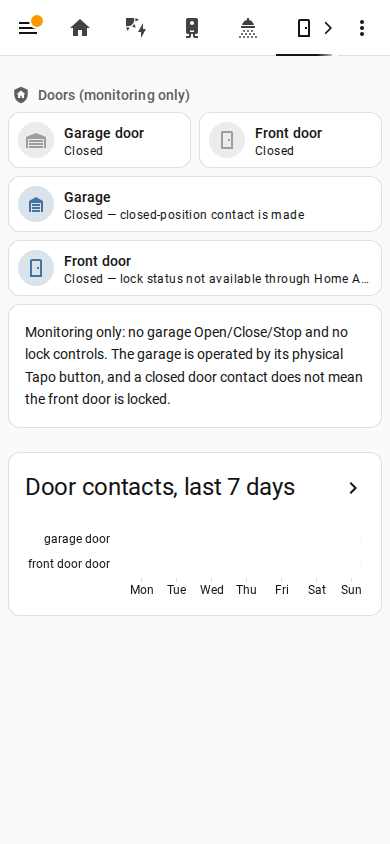 Doors (monitoring only)
Garage door
Closed
Front door
Closed
Garage
Closed — closed-position contact is made
Front door
Closed — lock status not available through Home A…
Monitoring only: no garage Open/Close/Stop and no
lock controls. The garage is operated by its physical
Tapo button, and a closed door contact does not mean
the front door is locked.
Door contacts, last 7 days
garage door
front door door
Mon Tue Wed Thu Fri Sat Sun